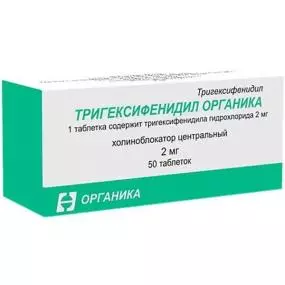 Тригексифенидил
ТРИГЕКСИФЕНИДИЛ ОРГАНИКА
1 таблетка содержит тригексифенидила гидрохлорида 2 мг
холиноблокатор центральный
2 мг
50 таблеток
ОРГАНИКА